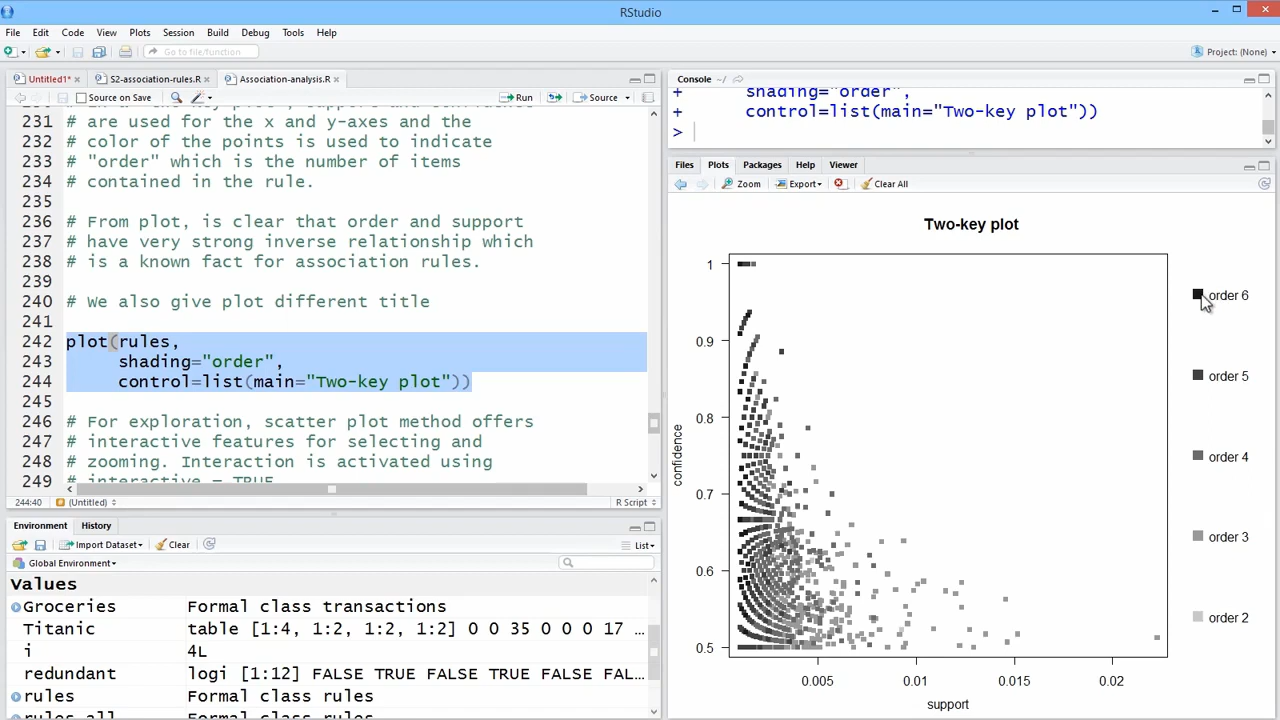 RStudio
File Edit Code View Plots Session Build Debug Tools Help
Go to file/function
Project: (None)
Untitled1* S2-association-rules.R Association-analysis.R
Source on Save Run Source
231 # are used for the x and y-axes and the
232 # color of the points is used to indicate
233 # "order" which is the number of items
234 # contained in the rule.
235
236 # From plot, is clear that order and support
237 # have very strong inverse relationship which
238 # is a known fact for association rules.
239
240 # We also give plot different title
241
242 plot(rules,
243 shading="order",
244 control=list(main="Two-key plot"))
245
246 # For exploration, scatter plot method offers
247 # interactive features for selecting and
248 # zooming. Interaction is activated using
249 # interactive = TRUE
244:40 (Untitled) R Script
Environment History
Import Dataset Clear List
Global Environment
Values
Groceries Formal class transactions
Titanic table [1:4, 1:2, 1:2, 1:2] 0 0 35 0 0 0 17 ...
i 4L
redundant logi [1:12] FALSE TRUE FALSE TRUE FALSE FAL...
rules Formal class rules
rules.all Formal class rules
Console ~/
+ shading="order",
+ control=list(main="Two-key plot"))
>
Files Plots Packages Help Viewer
Zoom Export Clear All
Two-key plot
1
0.9
0.8
0.7
0.6
0.5
confidence
0.005 0.01 0.015 0.02
support
order 6
order 5
order 4
order 3
order 2